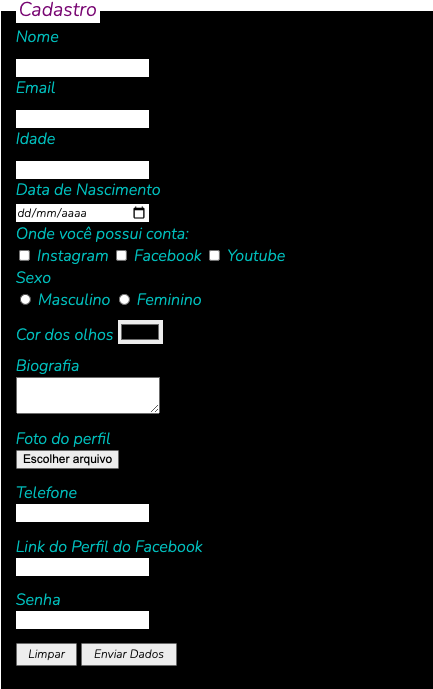 Cadastro
Nome
Email
Idade
Data de Nascimento
dd/mm/aaaa
Onde você possui conta:
Instagram Facebook Youtube
Sexo
Masculino Feminino
Cor dos olhos
Biografia
Foto do perfil
Escolher arquivo
Telefone
Link do Perfil do Facebook
Senha
Limpar Enviar Dados